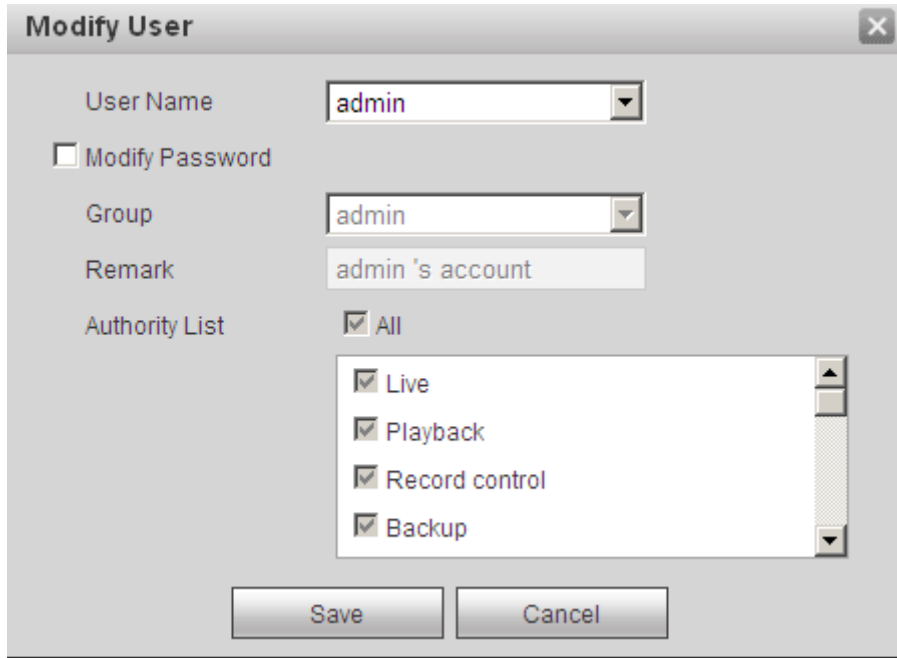 Modify User
User Name admin
Modify Password
Group admin
Remark admin 's account
Authority List All
Live
Playback
Record control
Backup
Save Cancel